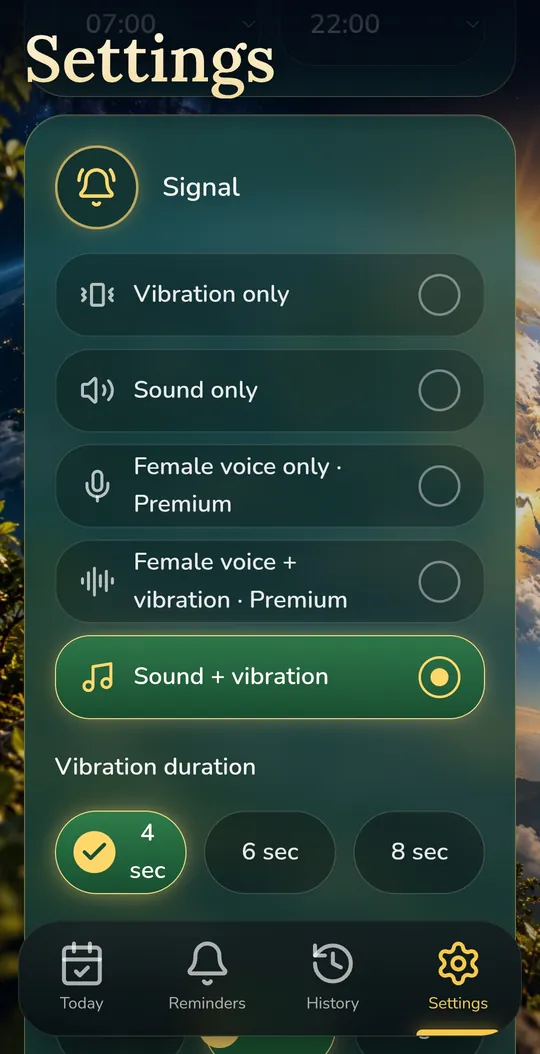 07:00
22:00
Settings
Signal
Vibration only
Sound only
Female voice only ·
Premium
Female voice +
vibration · Premium
Sound + vibration
Vibration duration
4
sec
6 sec
8 sec
Today
Reminders
History
Settings